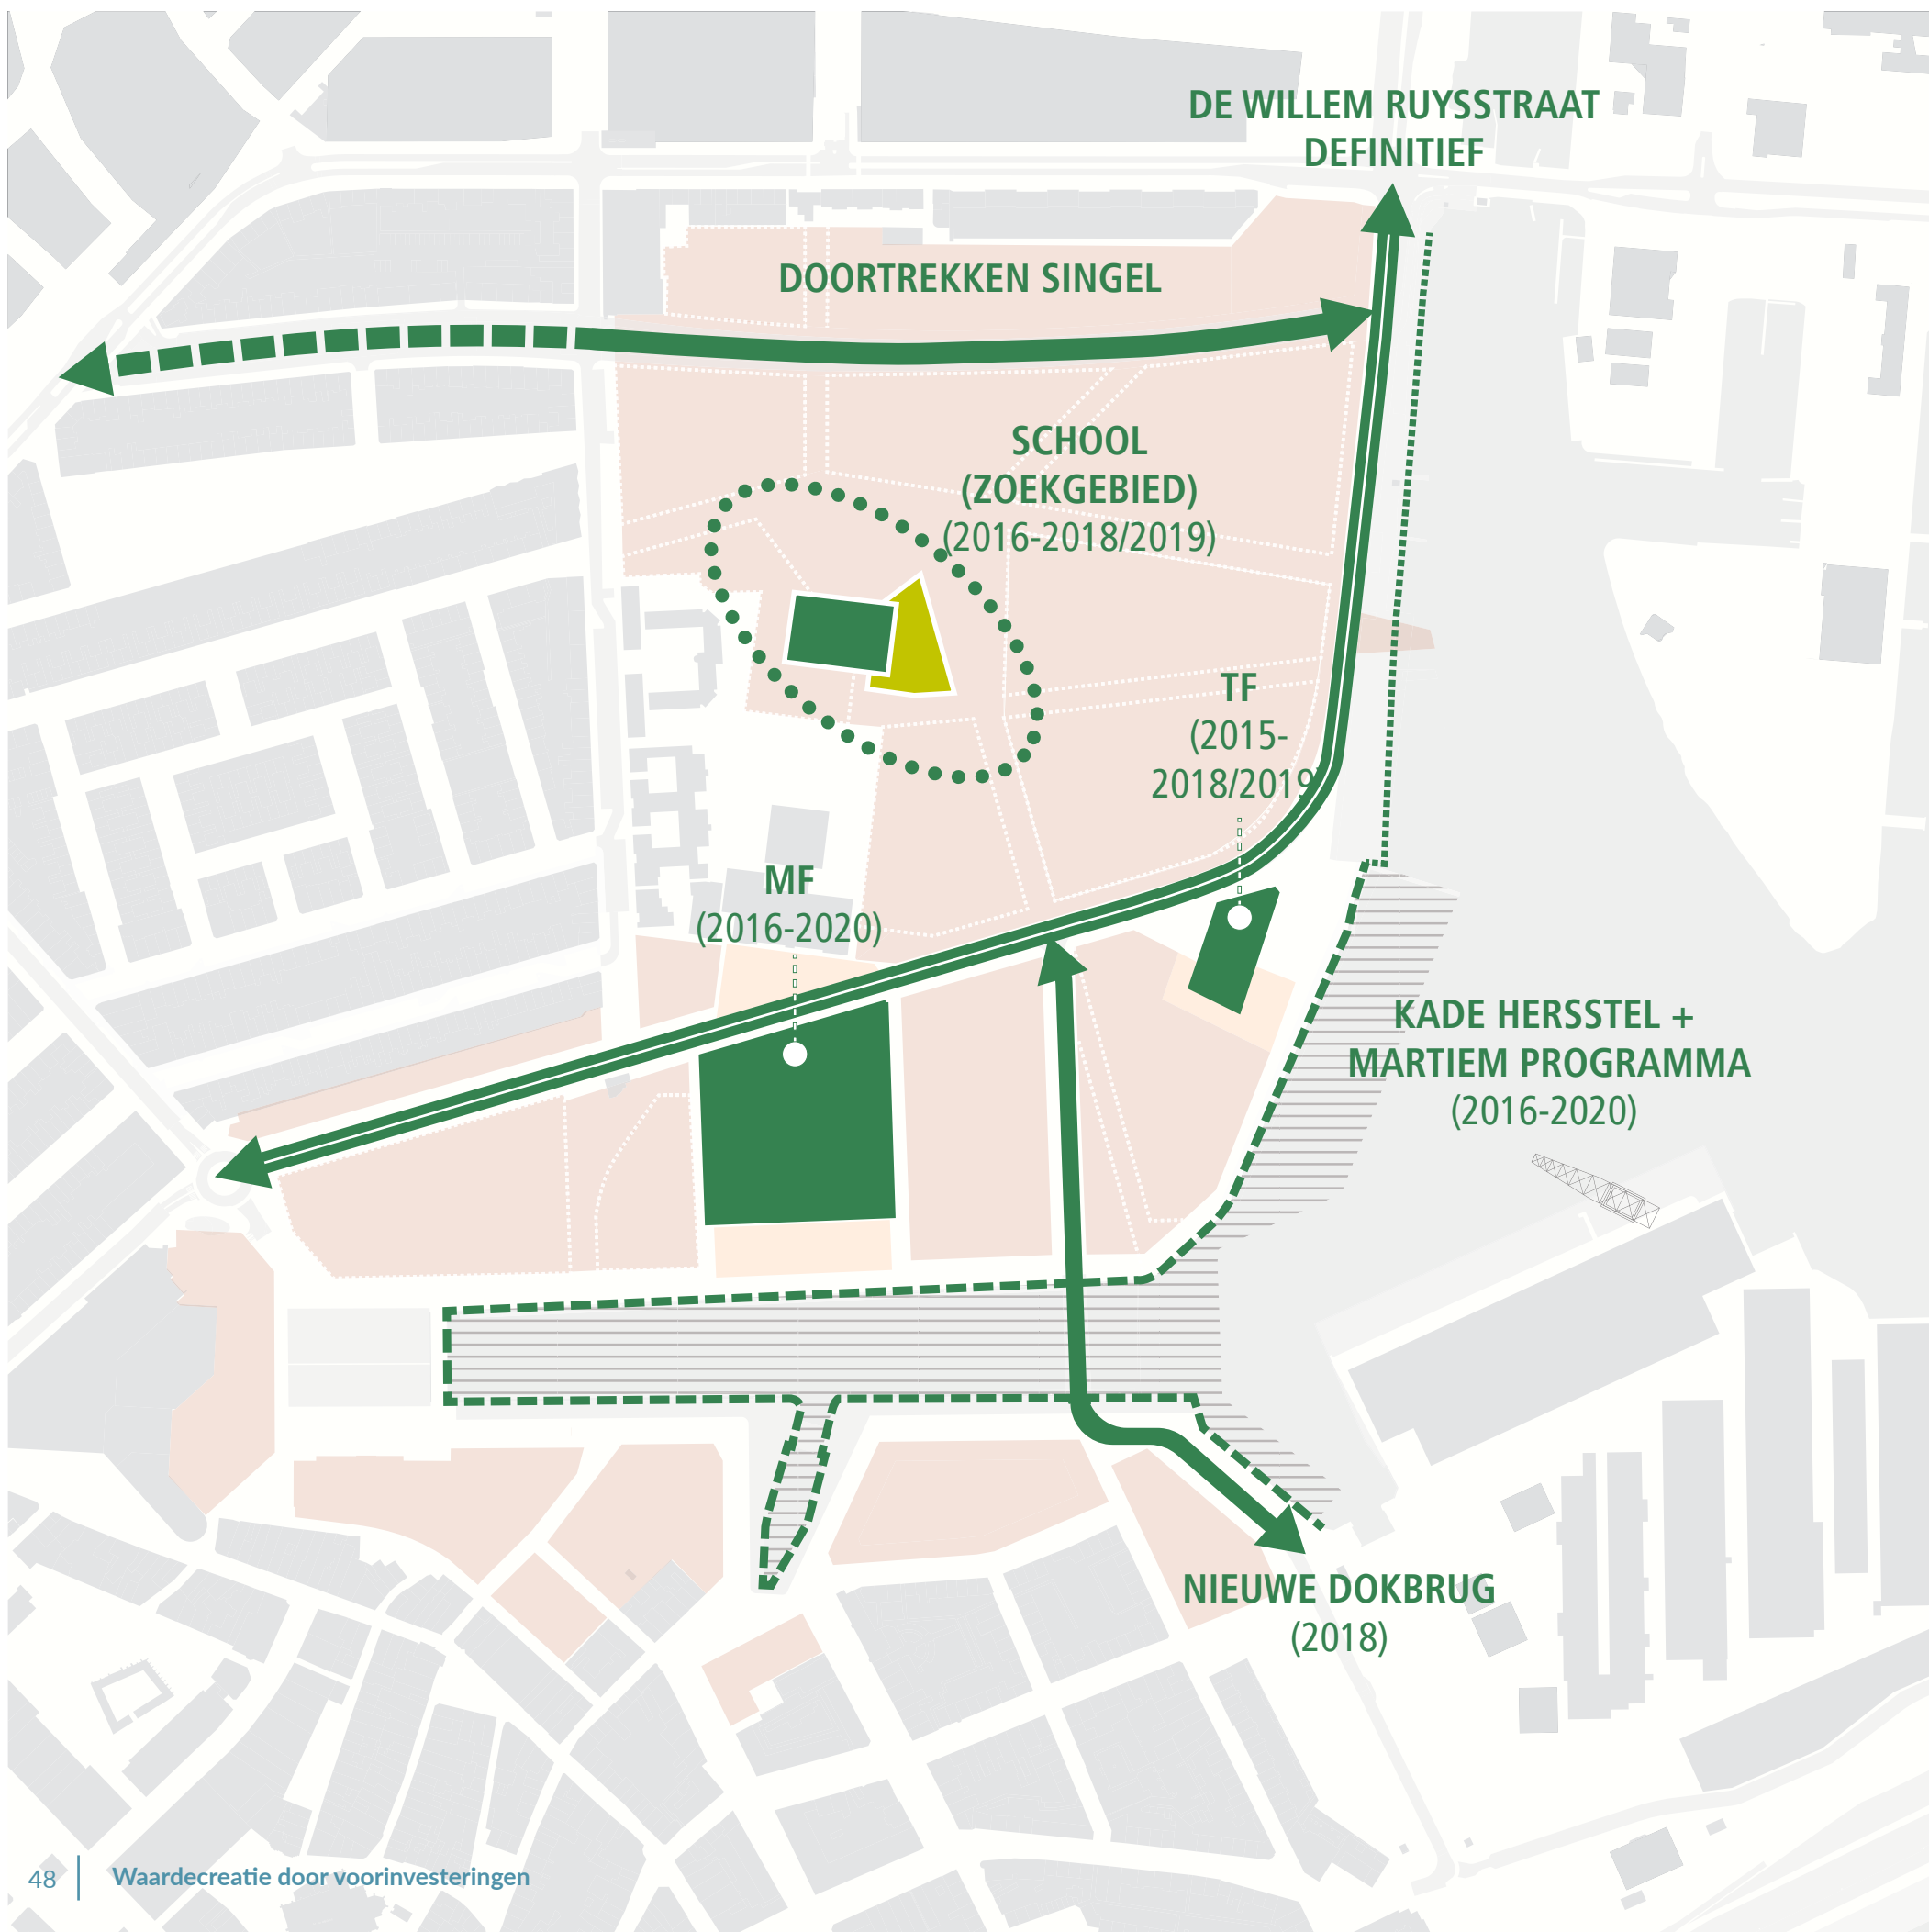 DE WILLEM RUYSSTRAAT
DEFINITIEF
DOORTREKKEN SINGEL
SCHOOL
(ZOEKGEBIED)
(2016-2018/2019)
TF
(2015-
2018/2019
MF
(2016-2020)
KADE HERSSTEL +
MARTIEM PROGRAMMA
(2016-2020)
NIEUWE DOKBRUG
(2018)
48
Waardecreatie door voorinvesteringen